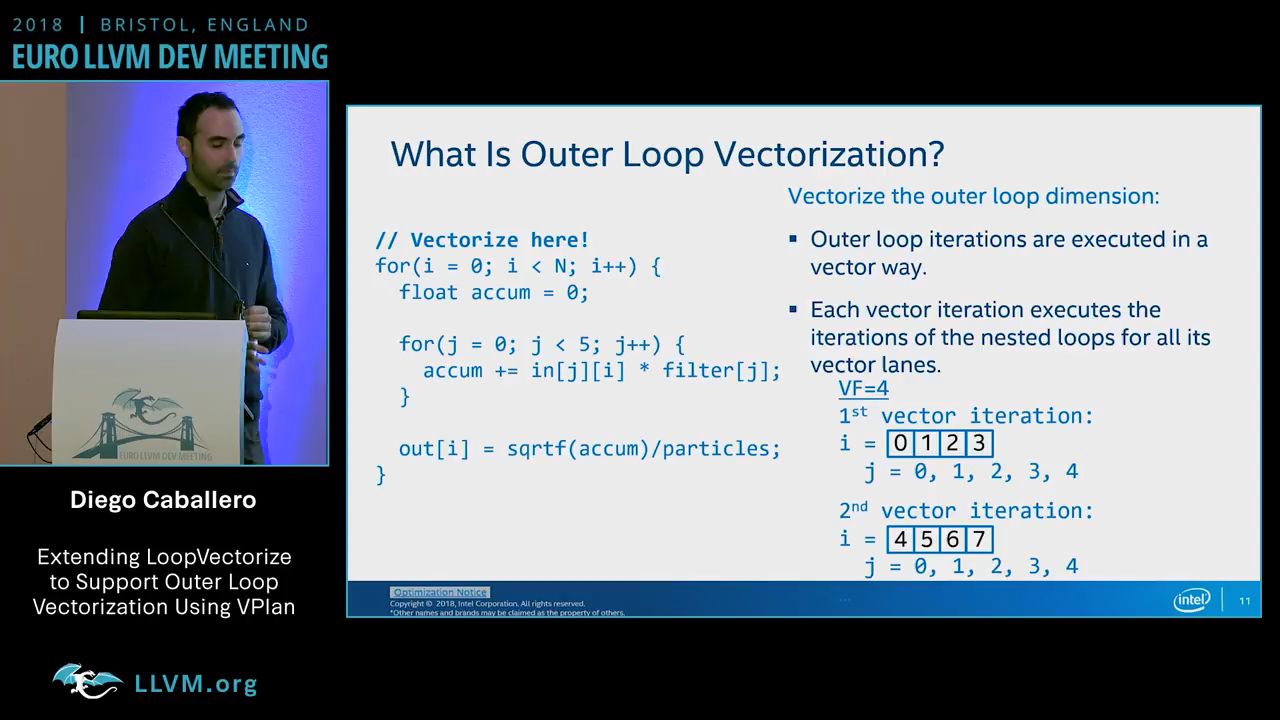 2018 | BRISTOL, ENGLAND
EURO LLVM DEV MEETING
EURO LLVM DEV MEETING
Diego Caballero
Extending LoopVectorize
to Support Outer Loop
Vectorization Using VPlan
LLVM.org
What Is Outer Loop Vectorization?
// Vectorize here!
for(i = 0; i < N; i++) {
float accum = 0;
for(j = 0; j < 5; j++) {
accum += in[j][i] * filter[j];
}
out[i] = sqrtf(accum)/particles;
}
Vectorize the outer loop dimension:
▪ Outer loop iterations are executed in a
vector way.
▪ Each vector iteration executes the
iterations of the nested loops for all its
vector lanes.
VF=4
1st vector iteration:
i = 0 1 2 3
j = 0, 1, 2, 3, 4
2nd vector iteration:
i = 4 5 6 7
j = 0, 1, 2, 3, 4
Optimization Notice
Copyright © 2018, Intel Corporation. All rights reserved.
*Other names and brands may be claimed as the property of others.
intel
11